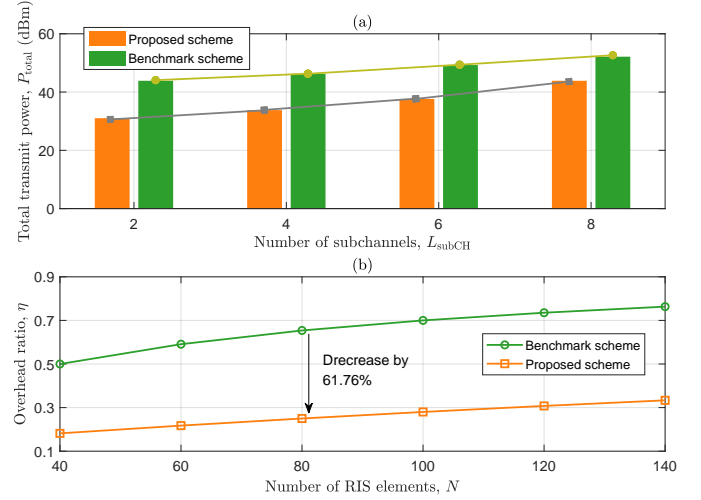 (a)
Total transmit power, P_total (dBm)
60
40
20
0
Proposed scheme
Benchmark scheme
2 4 6 8
Number of subchannels, L_subCH
(b)
Overhead ratio, η
0.9
0.7
0.5
0.3
0.1
Drecrease by
61.76%
Benchmark scheme
Proposed scheme
40 60 80 100 120 140
Number of RIS elements, N